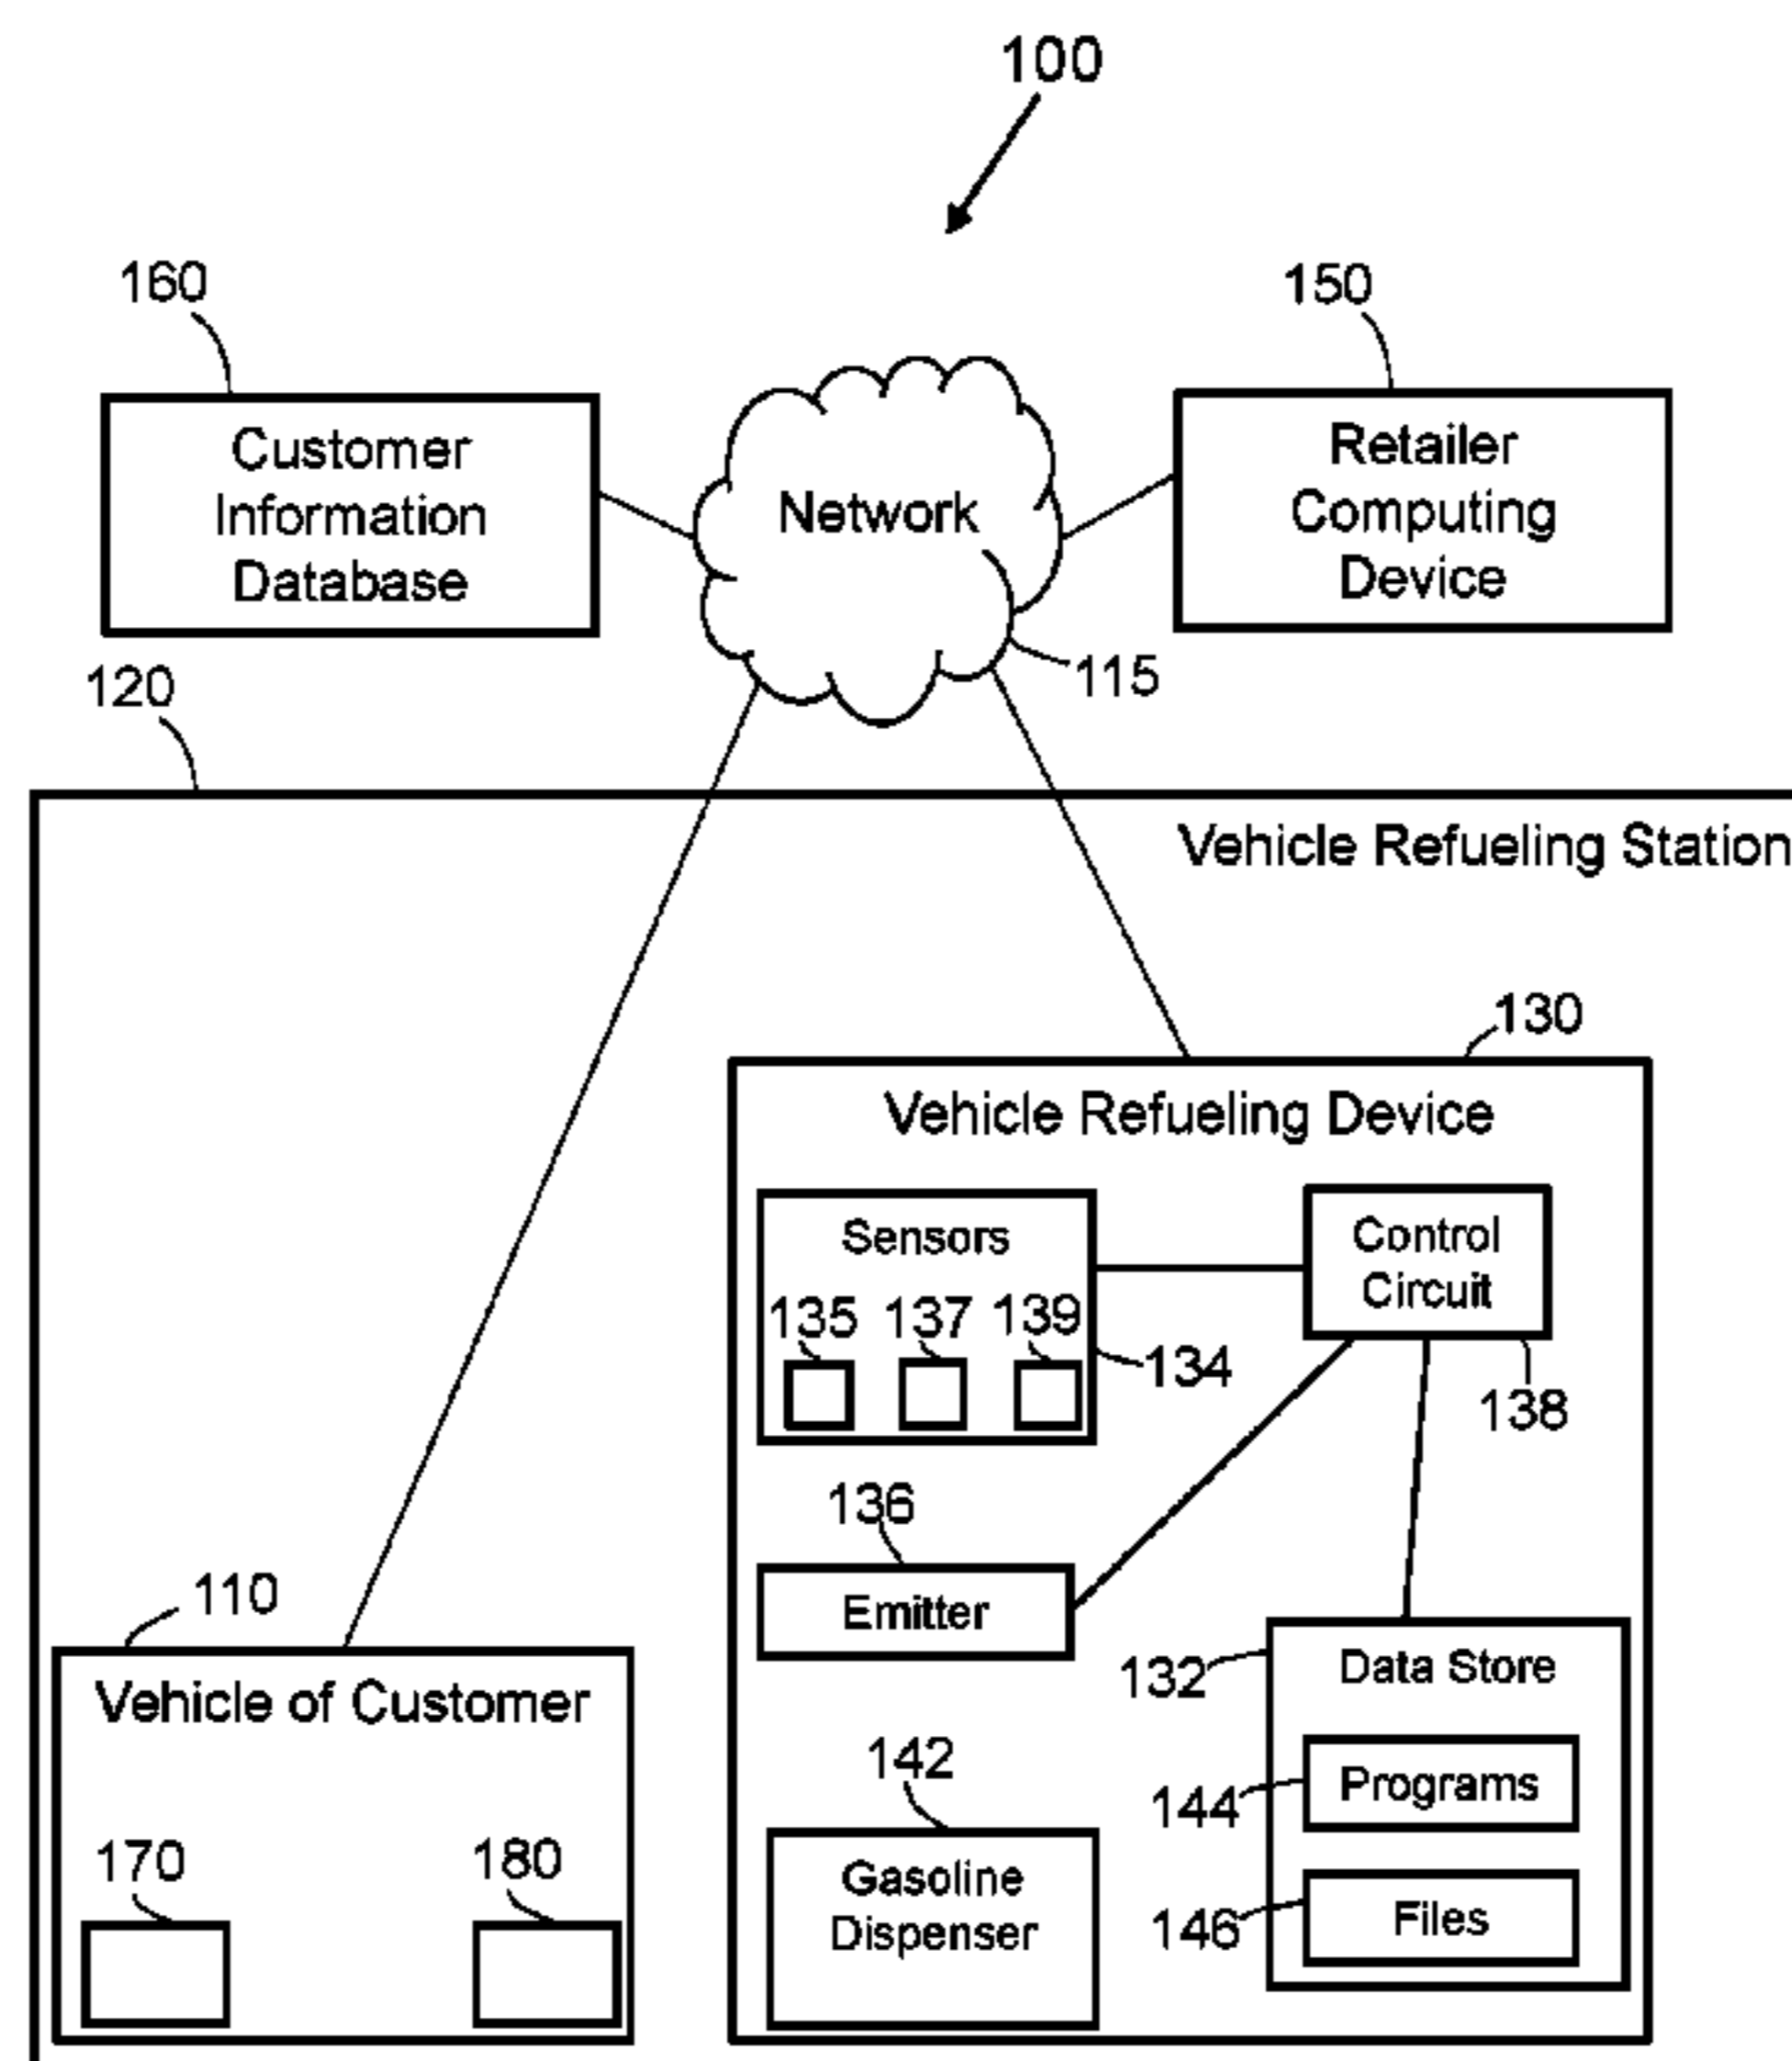 100
160
150
Customer
Information
Database
Network
Retailer
Computing
Device
115
120
Vehicle Refueling Station
130
Vehicle Refueling Device
Sensors
135 137 139
134
Control
Circuit
138
136
Emitter
110
Vehicle of Customer
170
180
132
Data Store
144
Programs
146
Files
142
Gasoline
Dispenser